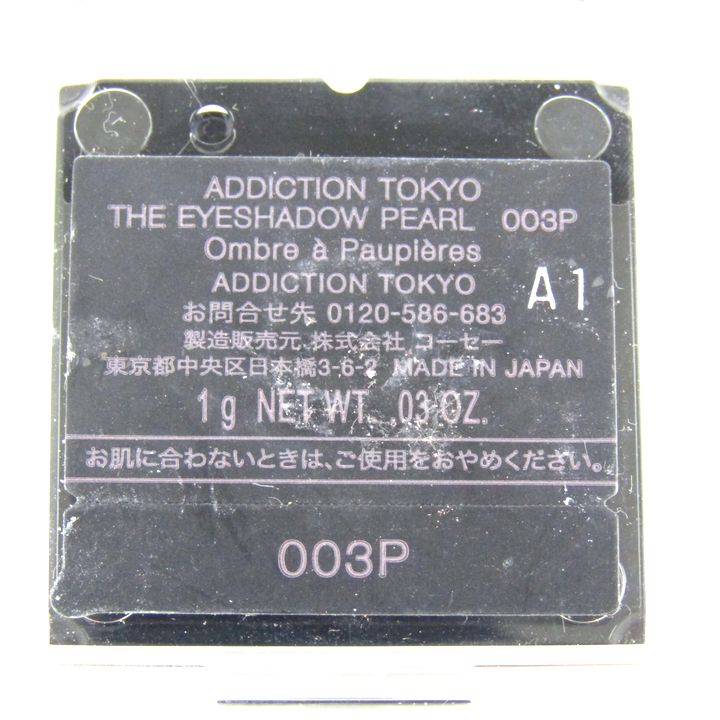 ADDICTION TOKYO
THE EYESHADOW PEARL 003P
Ombre à Paupières
ADDICTION TOKYO
A1
お問合せ先 0120-586-683
製造販売元 株式会社 コーセー
東京都中央区日本橋3-6-2 MADE IN JAPAN
1g NET WT. .03 OZ.
お肌に合わないときは、ご使用をおやめください。
003P